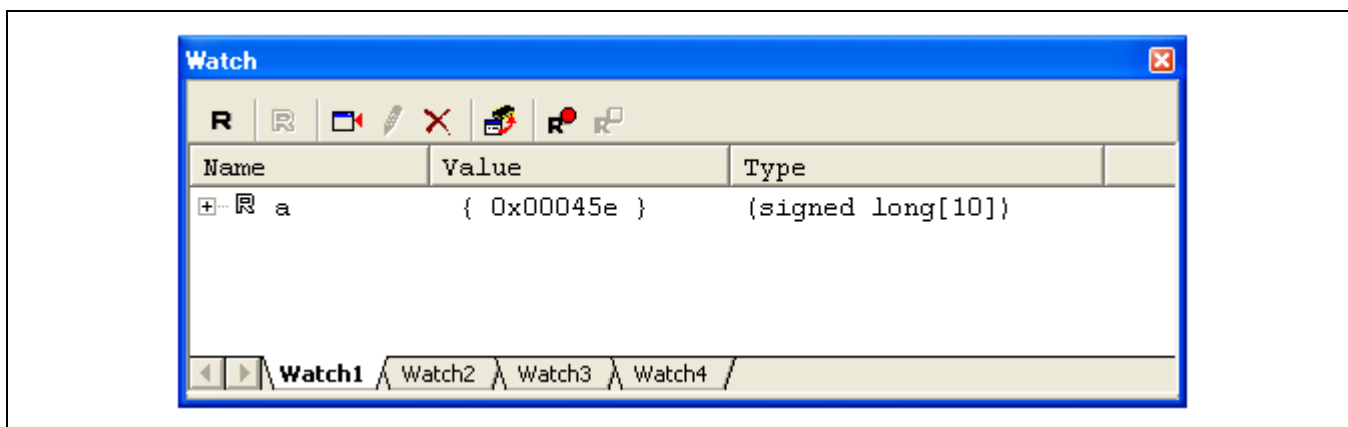 Watch
R R R R
Name Value Type
R a { 0x00045e } (signed long[10])
Watch1 Watch2 Watch3 Watch4